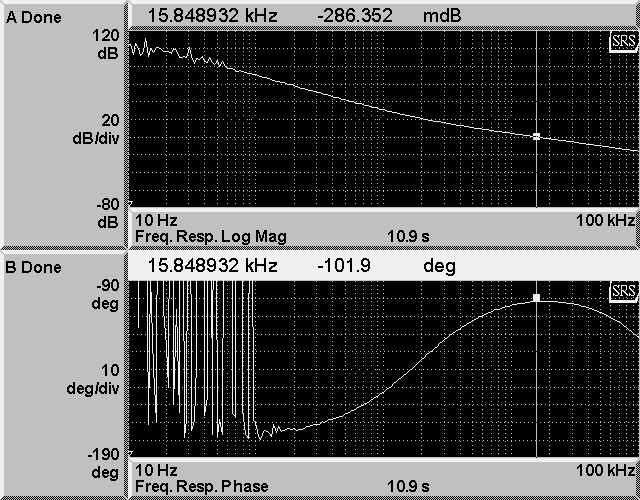 A Done
15.848932 kHz -286.352 mdB
120
dB
SRS
20
dB/div
-80
dB
10 Hz 100 kHz
Freq. Resp. Log Mag 10.9 s
B Done
15.848932 kHz -101.9 deg
-90
deg
SRS
10
deg/div
-190
deg
10 Hz 100 kHz
Freq. Resp. Phase 10.9 s